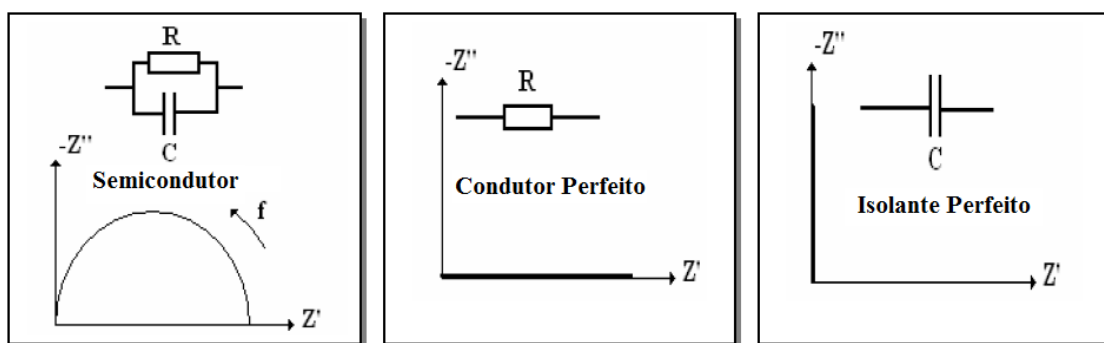 R
C
-Z''
Semicondutor
f
Z'
-Z''
R
Condutor Perfeito
Z'
-Z''
C
Isolante Perfeito
Z'